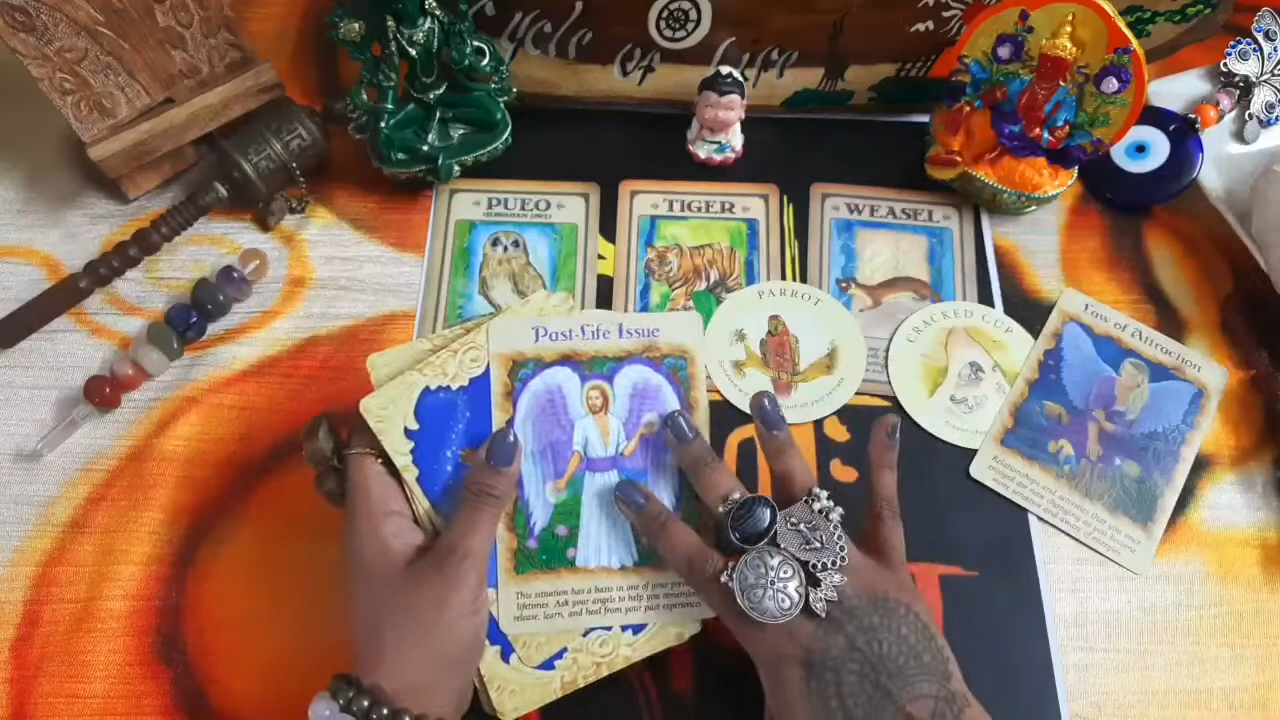 Cycle of Life
PUEO
(HAWAIIAN OWL)
TIGER
WEASEL
PARROT
CRACKED CUP
Law of Attraction
Relationships and activities that you once
enjoyed are now changing as you become
more sensitive and aware of energies.
Past-Life Issue
This situation has a basis in one of your
lifetimes. Ask your angels to help you remember,
release, learn, and heal from your past experiences